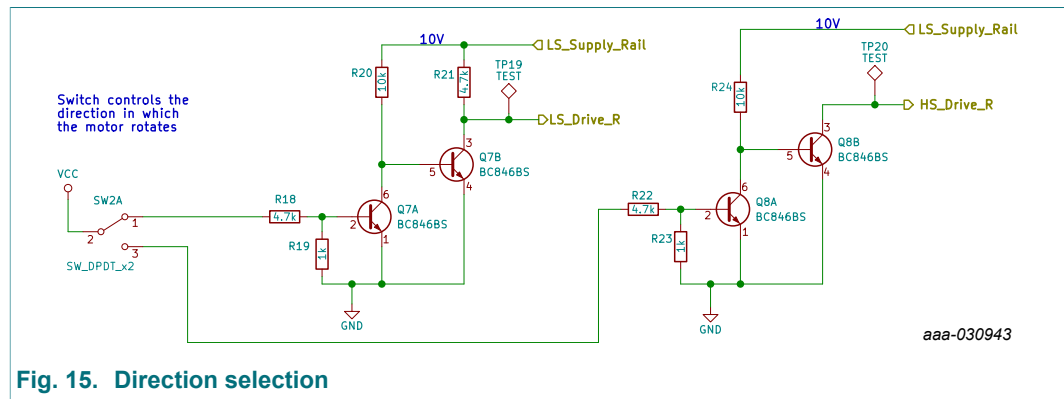 10V
LS_Supply_Rail
R20
10k
R21
4.7k
TP19
TEST
LS_Drive_R
Switch controls the
direction in which
the motor rotates
3
Q7B
BC846BS
5
4
VCC
SW2A
1
2
3
SW_DPDT_x2
R18
4.7k
6
Q7A
BC846BS
2
1
R19
1k
GND
10V
LS_Supply_Rail
TP20
TEST
R24
10k
HS_Drive_R
3
Q8B
BC846BS
5
4
R22
4.7k
6
Q8A
BC846BS
2
1
R23
1k
GND
aaa-030943
Fig. 15. Direction selection